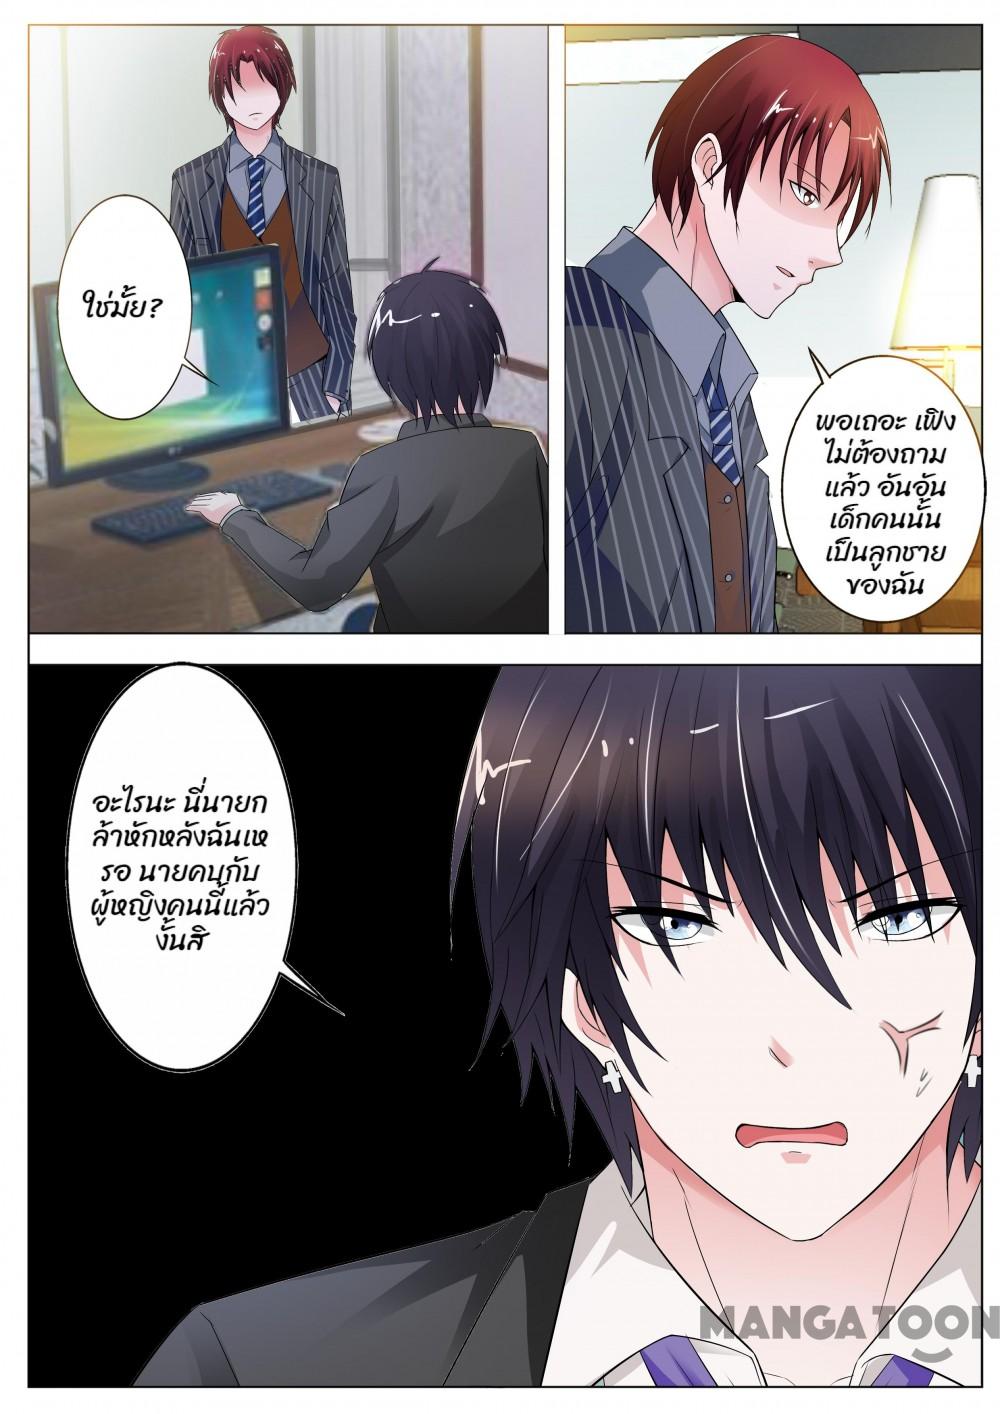 ใช่มั้ย?
พอเถอะ เฟิง
ไม่ต้องถาม
แล้ว อันอัน
เด็กคนนั้น
เป็นลูกชาย
ของฉัน
อะไรนะ นี่นายก
ล้าหักหลังฉันเห
รอ นายคบกับ
ผู้หญิงคนนี้แล้ว
งั้นสิ
MANGATOON